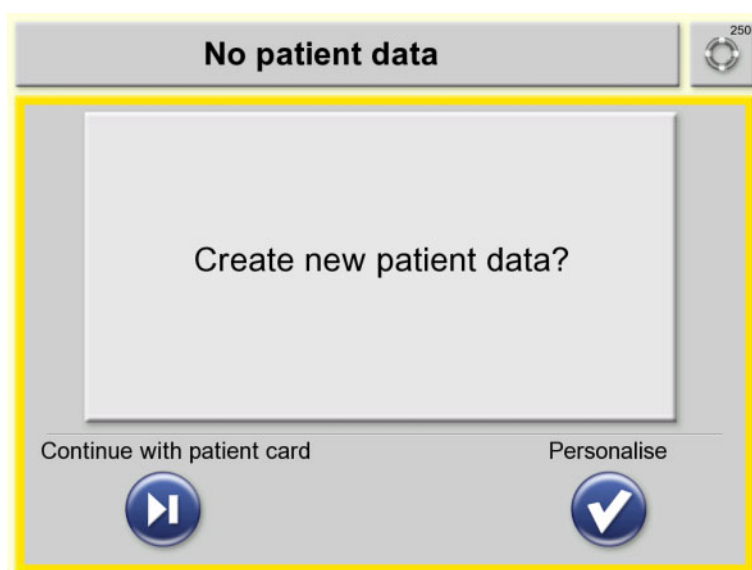 No patient data
250
Create new patient data?
Continue with patient card
Personalise